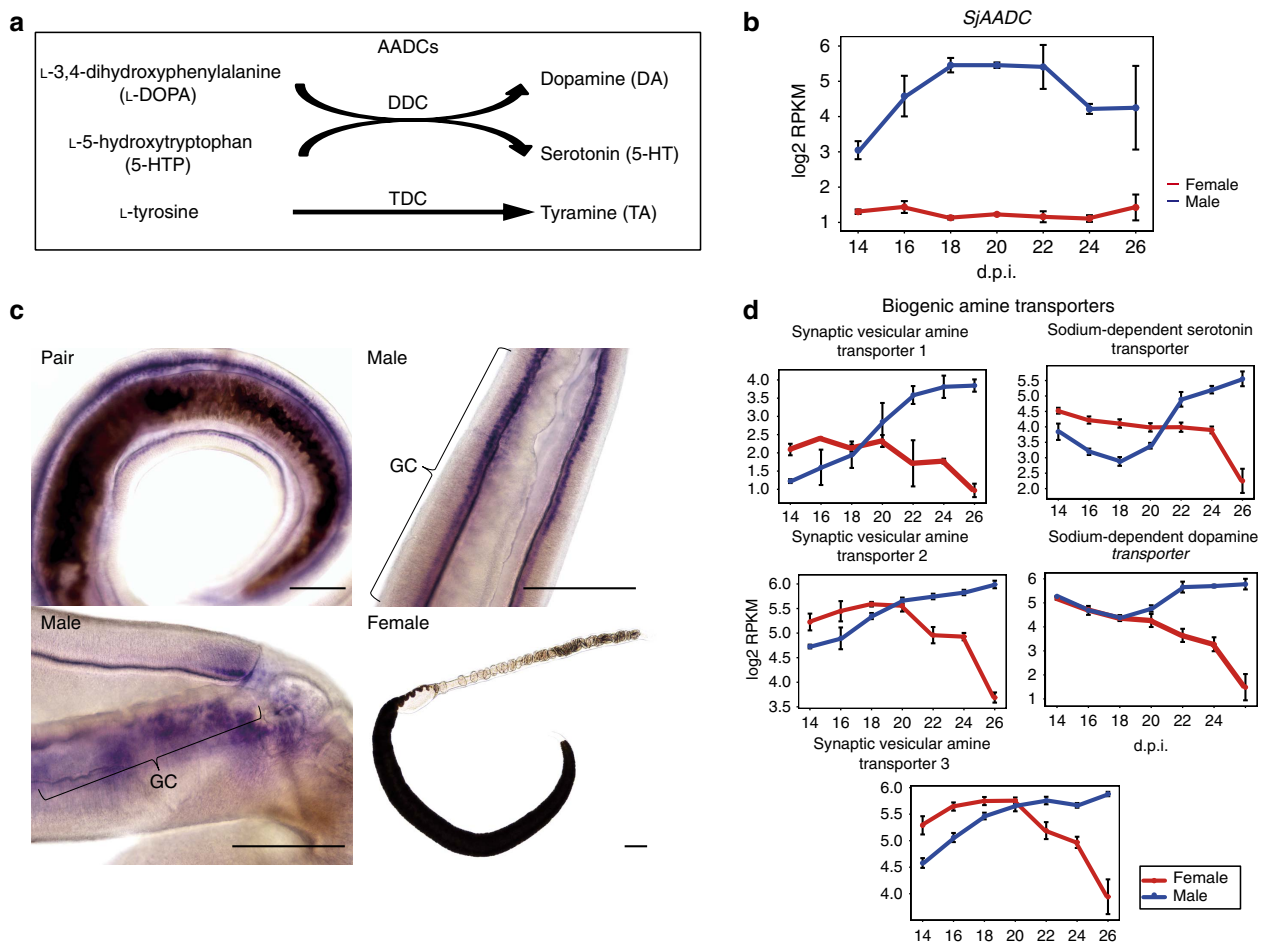 a
AADCs
L-3,4-dihydroxyphenylalanine
(L-DOPA)
DDC
Dopamine (DA)
L-5-hydroxytryptophan
(5-HTP)
Serotonin (5-HT)
L-tyrosine
TDC
Tyramine (TA)
b
SjAADC
log2 RPKM
6
5
4
3
2
1
14 16 18 20 22 24 26
d.p.i.
Female
Male
c
Pair
Male
GC
Male
GC
Female
d
Biogenic amine transporters
Synaptic vesicular amine
transporter 1
4.0
3.5
3.0
2.5
2.0
1.5
1.0
14 16 18 20 22 24 26
Sodium-dependent serotonin
transporter
5.5
5.0
4.5
4.0
3.5
3.0
2.5
2.0
14 16 18 20 22 24 26
Synaptic vesicular amine
transporter 2
log2 RPKM
6.0
5.5
5.0
4.5
4.0
3.5
14 16 18 20 22 24 26
Sodium-dependent dopamine
transporter
6
5
4
3
2
1
14 16 18 20 22 24
d.p.i.
Synaptic vesicular amine
transporter 3
6.0
5.5
5.0
4.5
4.0
14 16 18 20 22 24 26
Female
Male